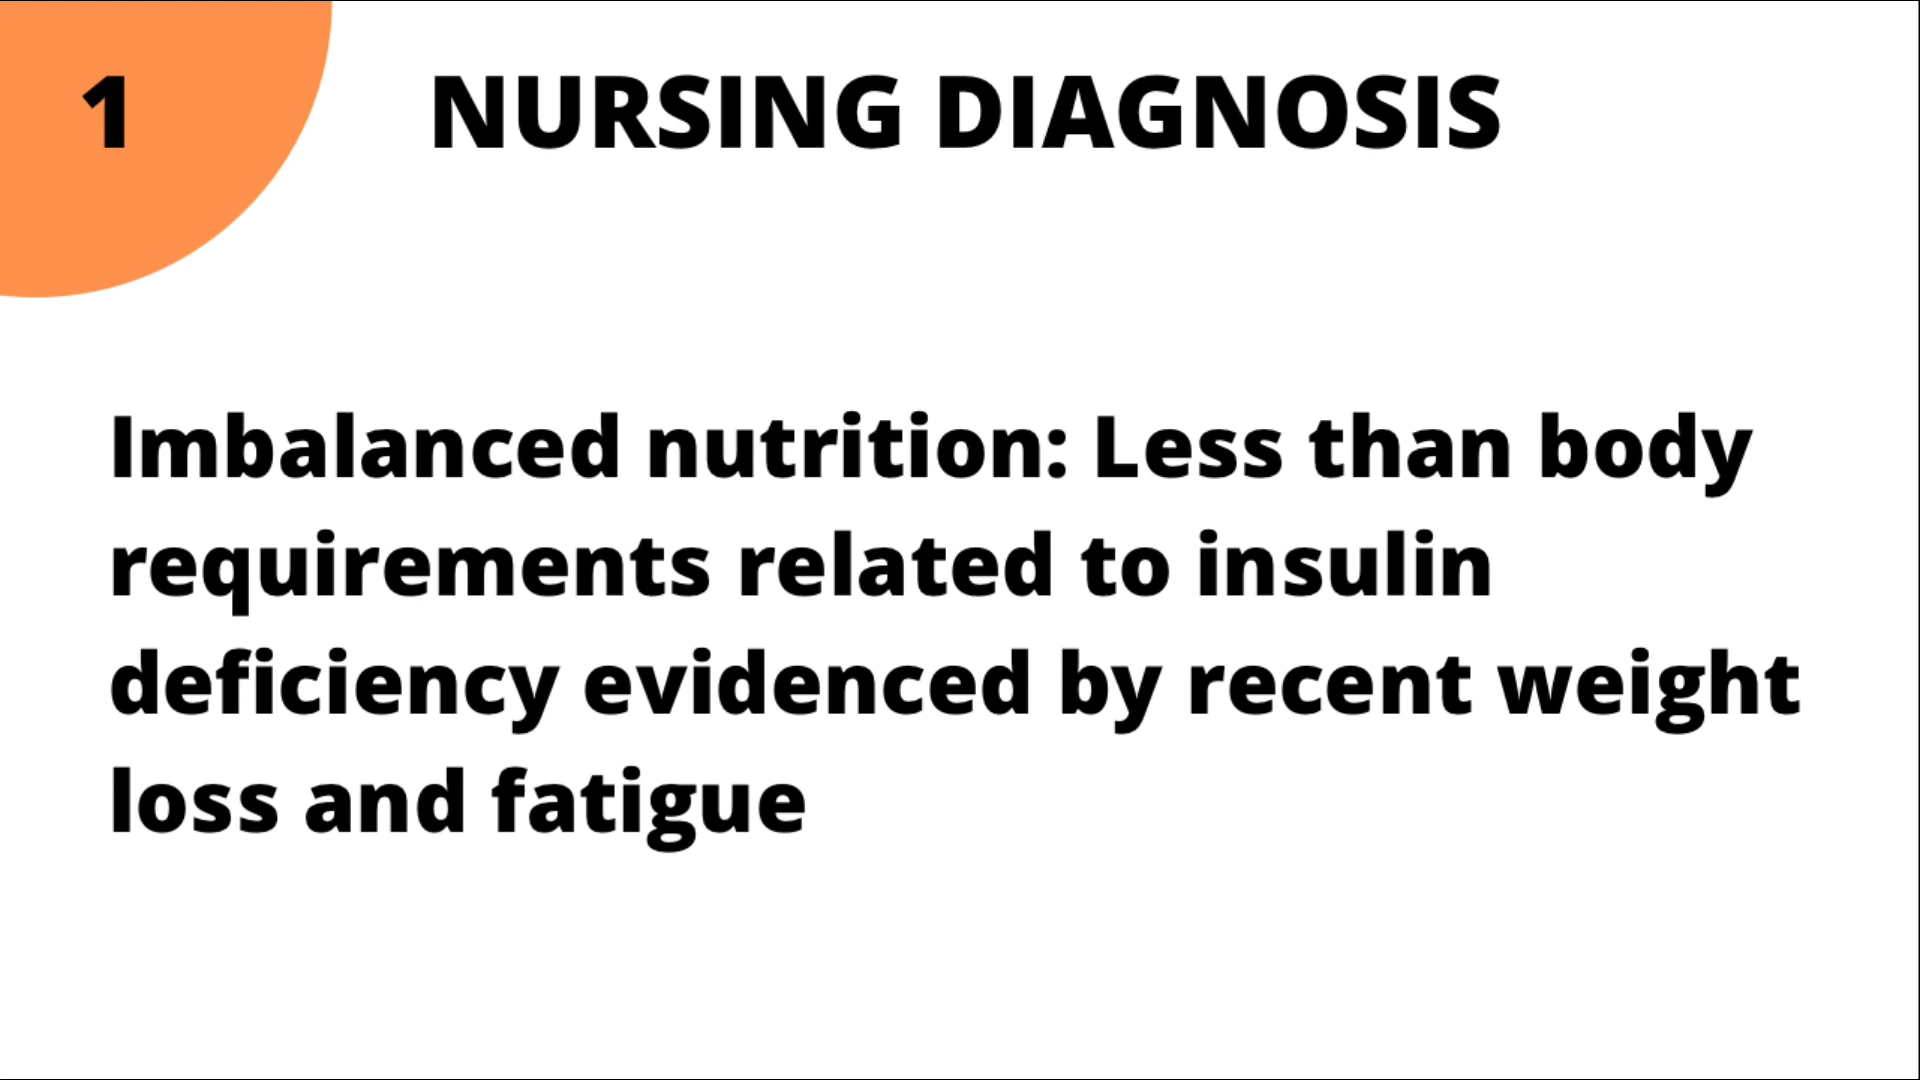 1
NURSING DIAGNOSIS
Imbalanced nutrition: Less than body
requirements related to insulin
deficiency evidenced by recent weight
loss and fatigue